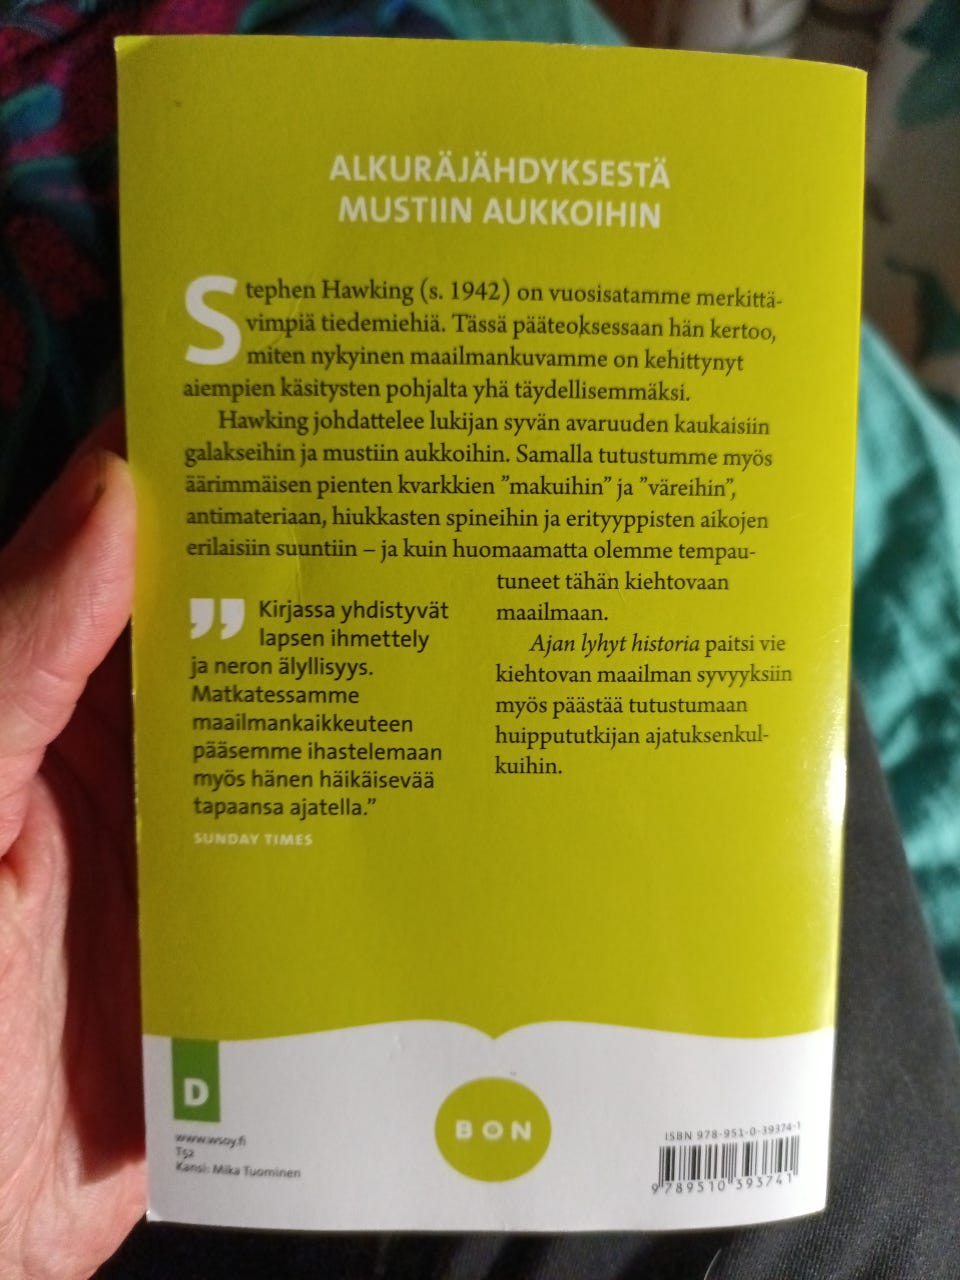 ALKURÄJÄHDYKSESTÄ
MUSTIIN AUKKOIHIN
Stephen Hawking (s. 1942) on vuosisatamme merkittä-
vimpiä tiedemiehiä. Tässä pääteoksessaan hän kertoo,
miten nykyinen maailmankuvamme on kehittynyt
aiempien käsitysten pohjalta yhä täydellisemmäksi.
Hawking johdattelee lukijan syvän avaruuden kaukaisiin
galakseihin ja mustiin aukkoihin. Samalla tutustumme myös
äärimmäisen pienten kvarkkien ”makuihin” ja ”väreihin”,
antimateriaan, hiukkasten spineihin ja erityyppisten aikojen
erilaisiin suuntiin – ja kuin huomaamatta olemme tempau-
tuneet tähän kiehtovaan
maailmaan.
Ajan lyhyt historia paitsi vie
kiehtovan maailman syvyyksiin
myös päästää tutustumaan
huippututkijan ajatuksenkul-
kuihin.
”Kirjassa yhdistyvät
lapsen ihmettely
ja neron älyllisyys.
Matkatessamme
maailmankaikkeuteen
pääsemme ihastelemaan
myös hänen häikäisevää
tapaansa ajatella.”
SUNDAY TIMES
D
www.wsoy.fi
T52
Kansi: Mika Tuominen
BON
ISBN 978-951-0-39374-1
9 789510 393741